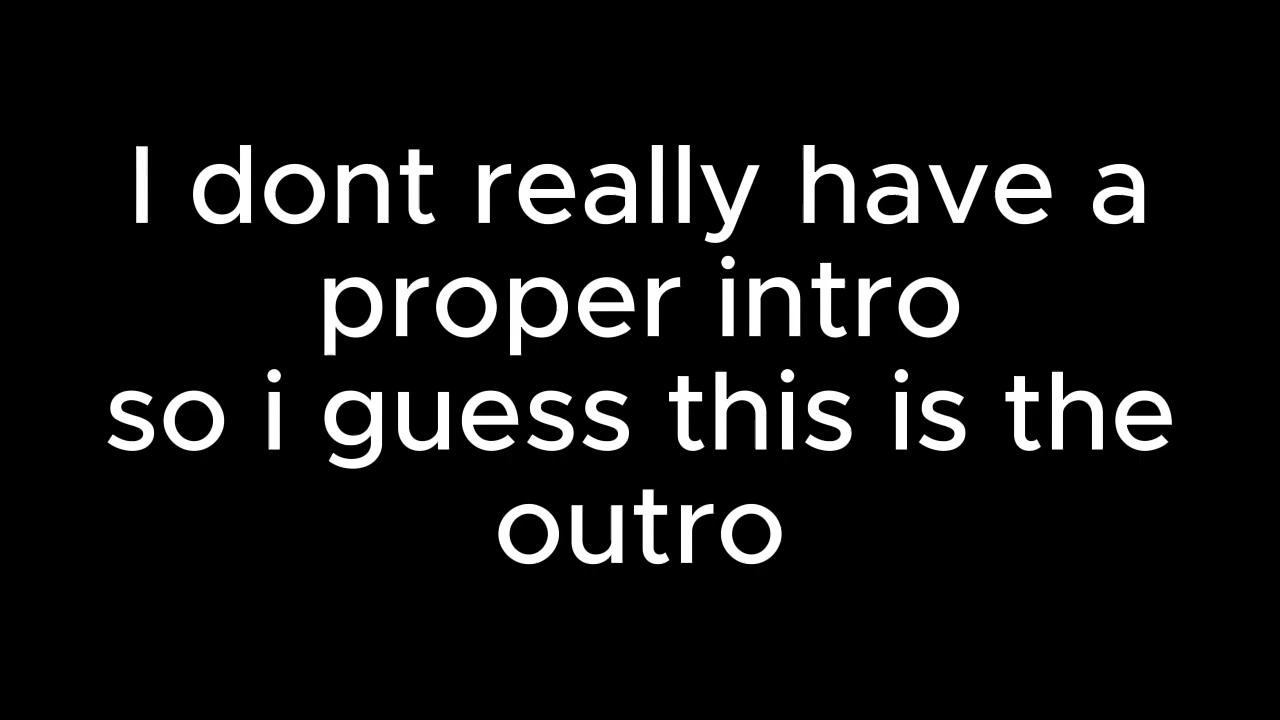 I dont really have a
proper intro
so i guess this is the
outro